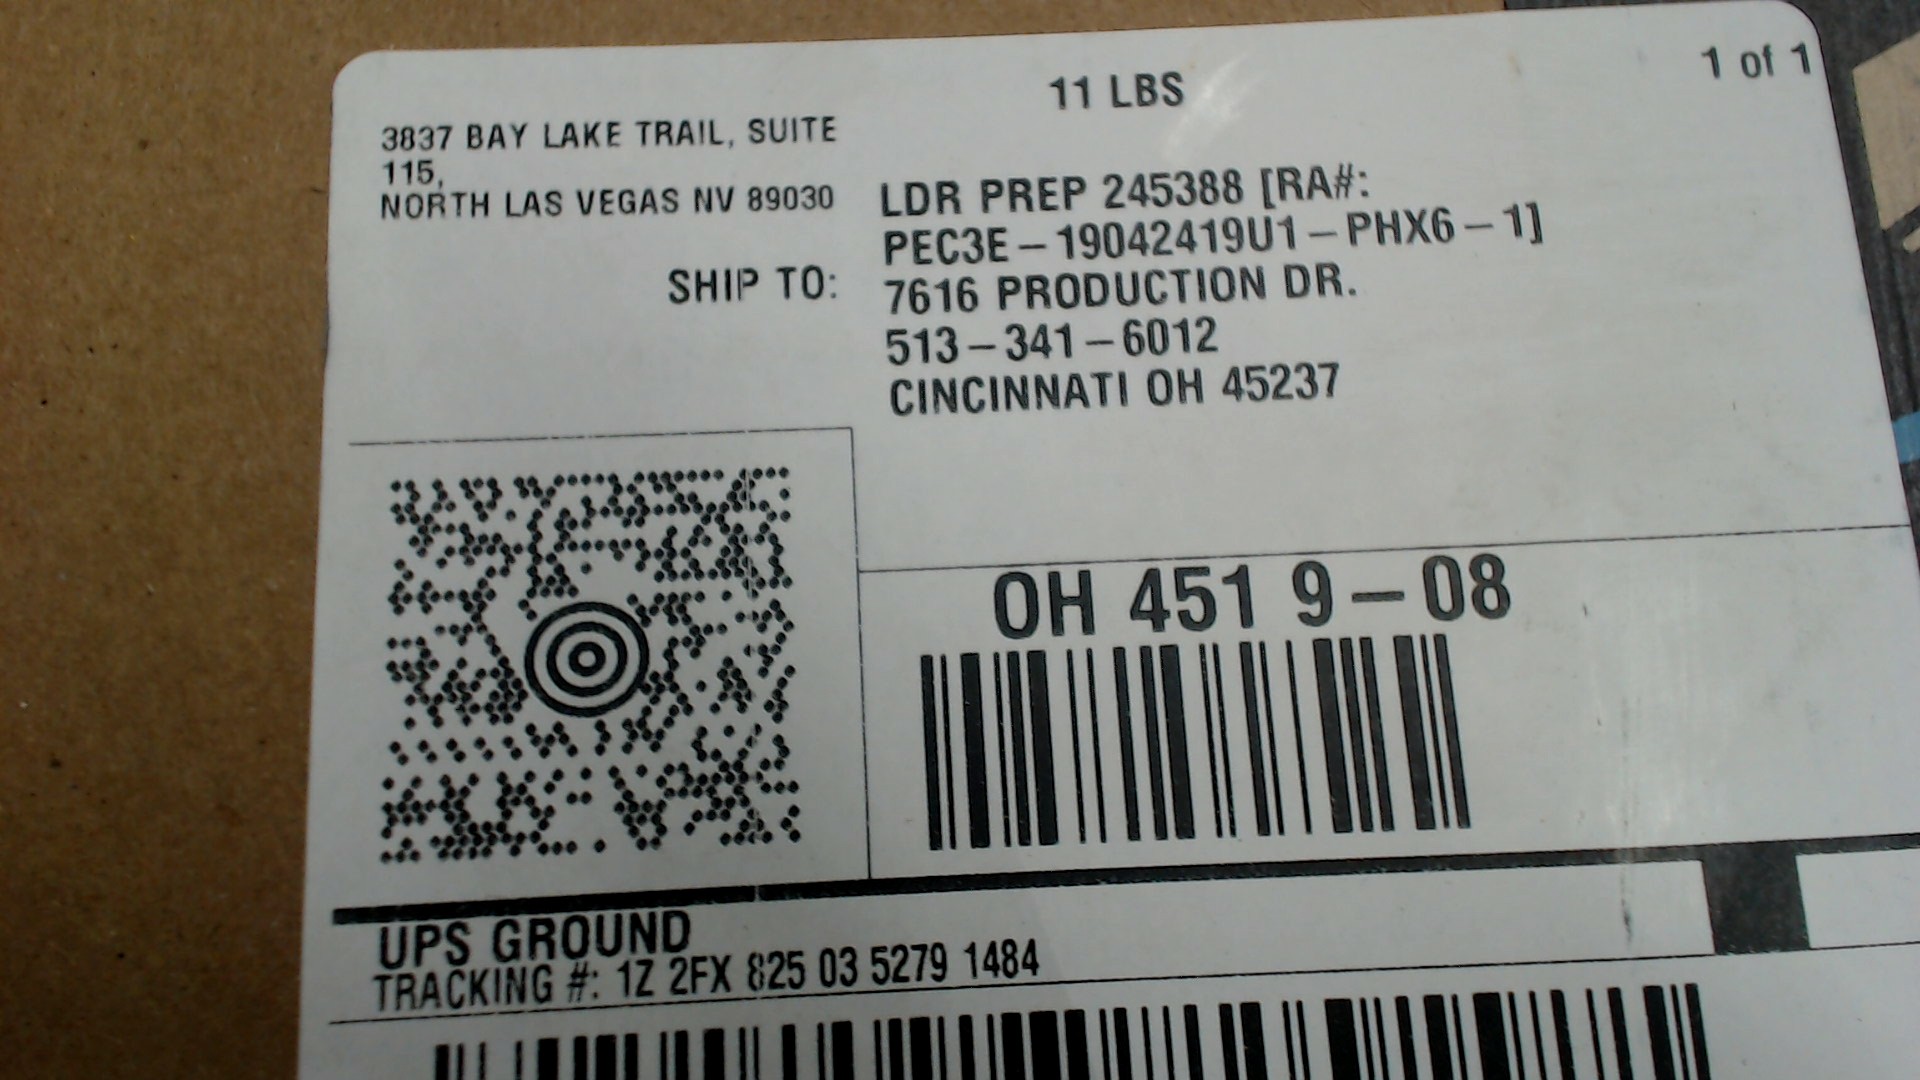 1 of 1
11 LBS
3837 BAY LAKE TRAIL, SUITE
115,
NORTH LAS VEGAS NV 89030
SHIP TO:
LDR PREP 245388 [RA#:
PEC3E-19042419U1-PHX6-1]
7616 PRODUCTION DR.
513-341-6012
CINCINNATI OH 45237
OH 451 9-08
UPS GROUND
TRACKING #: 1Z 2FX 825 03 5279 1484